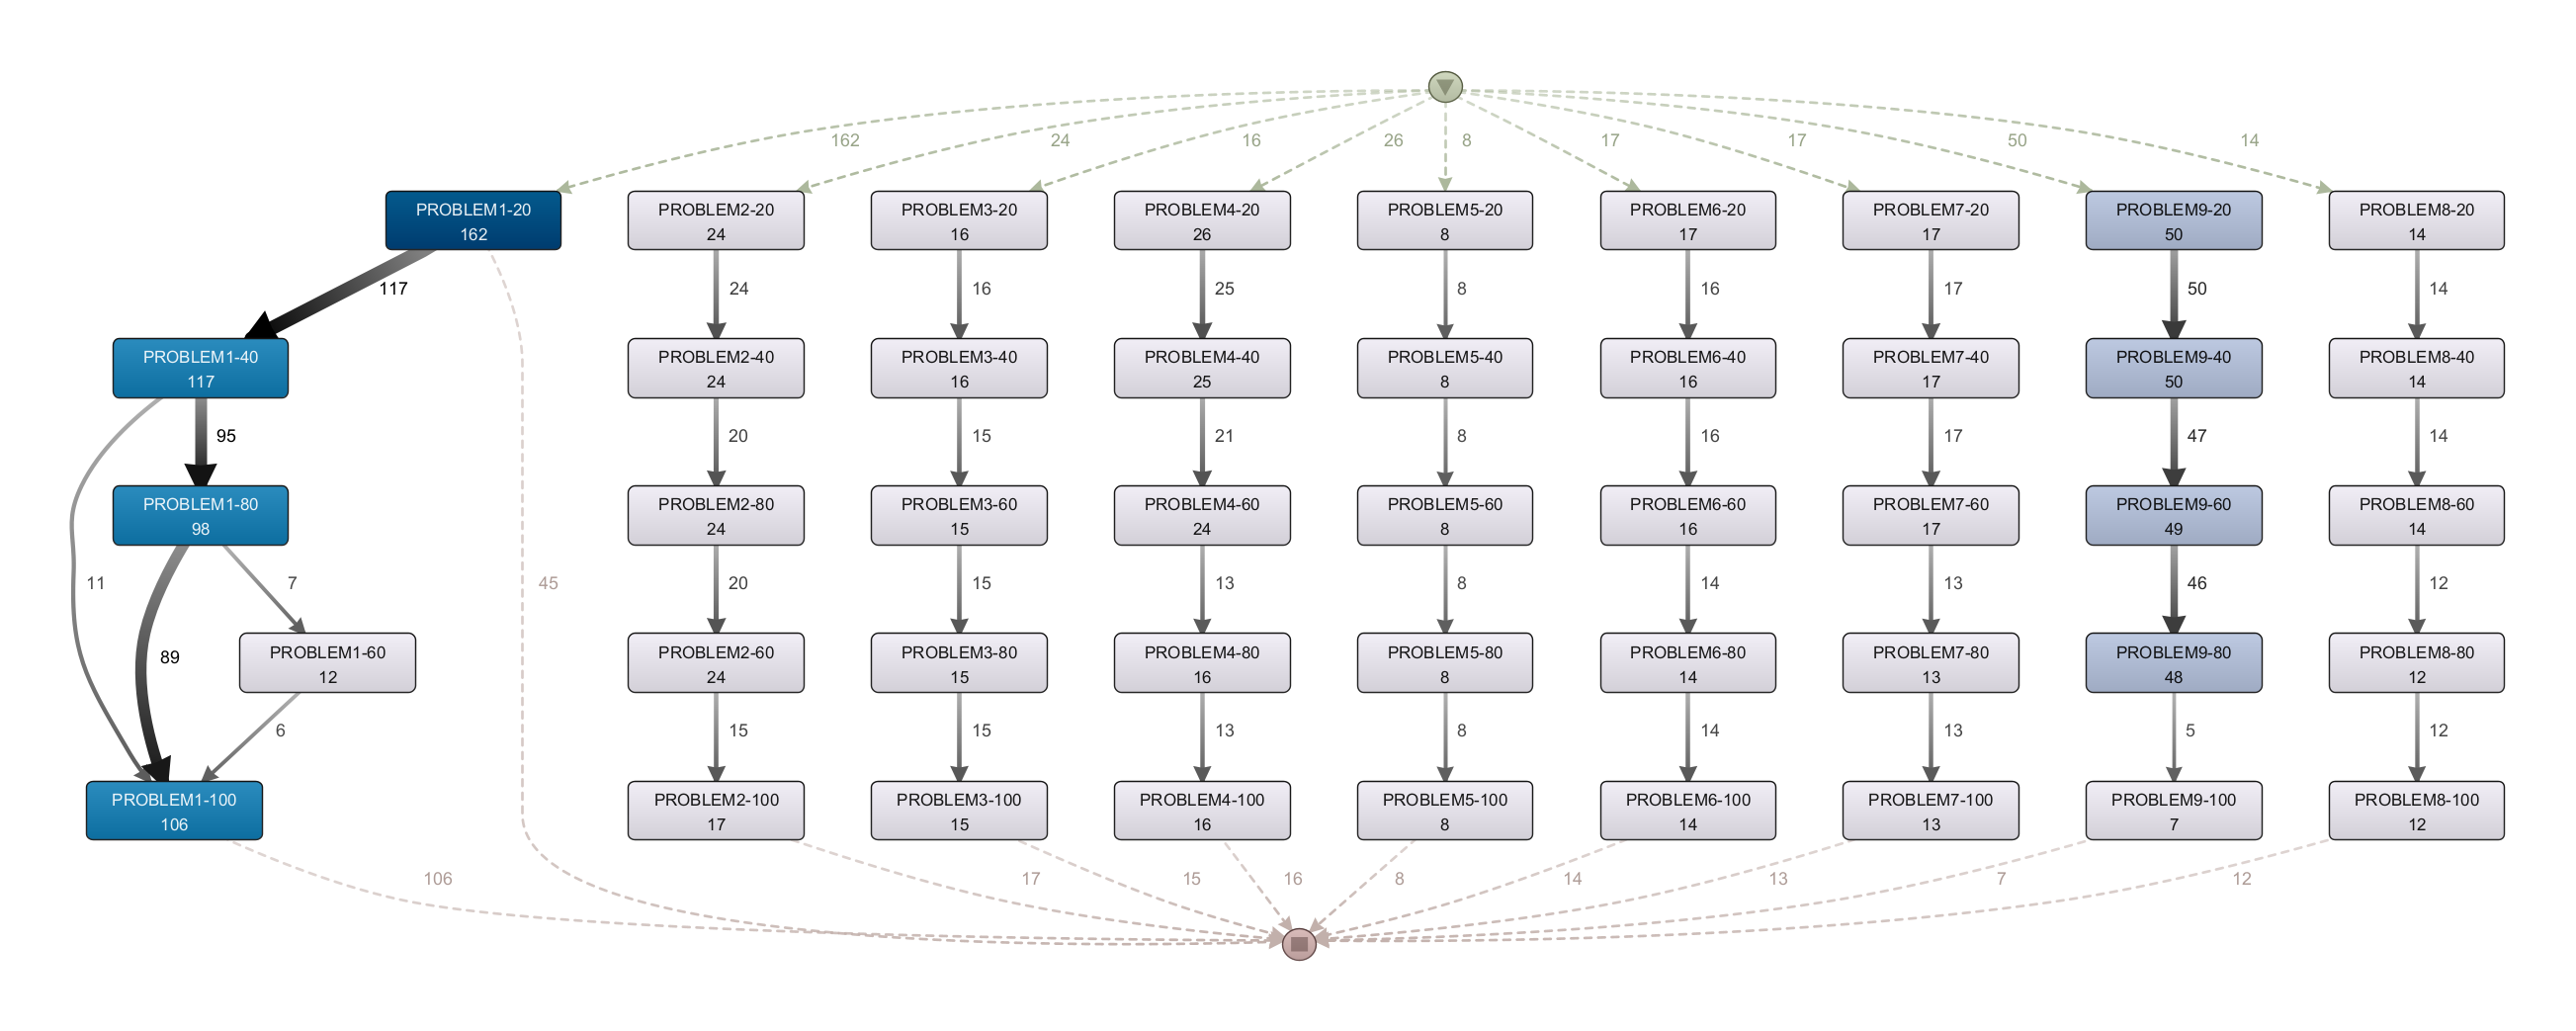 162
24
16
26
8
17
17
50
14
PROBLEM1-20
162
PROBLEM2-20
24
PROBLEM3-20
16
PROBLEM4-20
26
PROBLEM5-20
8
PROBLEM6-20
17
PROBLEM7-20
17
PROBLEM9-20
50
PROBLEM8-20
14
117
24
16
25
8
16
17
50
14
PROBLEM1-40
117
PROBLEM2-40
24
PROBLEM3-40
16
PROBLEM4-40
25
PROBLEM5-40
8
PROBLEM6-40
16
PROBLEM7-40
17
PROBLEM9-40
50
PROBLEM8-40
14
95
20
15
21
8
16
17
47
14
PROBLEM1-80
98
PROBLEM2-80
24
PROBLEM3-60
15
PROBLEM4-60
24
PROBLEM5-60
8
PROBLEM6-60
16
PROBLEM7-60
17
PROBLEM9-60
49
PROBLEM8-60
14
11
7
45
20
15
13
8
14
13
46
12
89
PROBLEM1-60
12
PROBLEM2-60
24
PROBLEM3-80
15
PROBLEM4-80
16
PROBLEM5-80
8
PROBLEM6-80
14
PROBLEM7-80
13
PROBLEM9-80
48
PROBLEM8-80
12
6
15
15
13
8
14
13
5
12
PROBLEM1-100
106
PROBLEM2-100
17
PROBLEM3-100
15
PROBLEM4-100
16
PROBLEM5-100
8
PROBLEM6-100
14
PROBLEM7-100
13
PROBLEM9-100
7
PROBLEM8-100
12
106
17
15
16
8
14
13
7
12